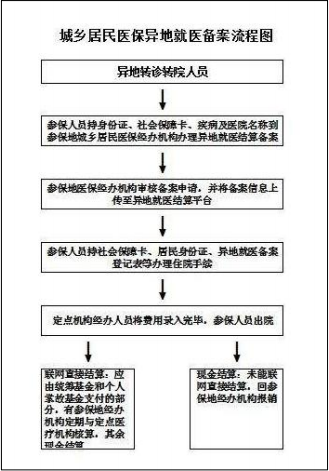 城乡居民医保异地就医备案流程图
异地转诊转院人员
参保人员持身份证、社会保障卡、疾病及医院名称到
参保地城乡居民医保经办机构办理异地就医结算备案
参保地医保经办机构审核备案申请，并将备案信息上
传至异地就医结算平台
参保人员持社会保障卡、居民身份证、异地就医备案
登记表等办理住院手续
定点机构经办人员将费用录入完毕，参保人员出院
联网直接结算：应
由统筹基金和个人
累故基金支付的部
分，有参保地经办
机构定期与定点医
疗机构核算，其余
现金结算
现金结算：未能联
网直接结算，回参
保地经办机构报销